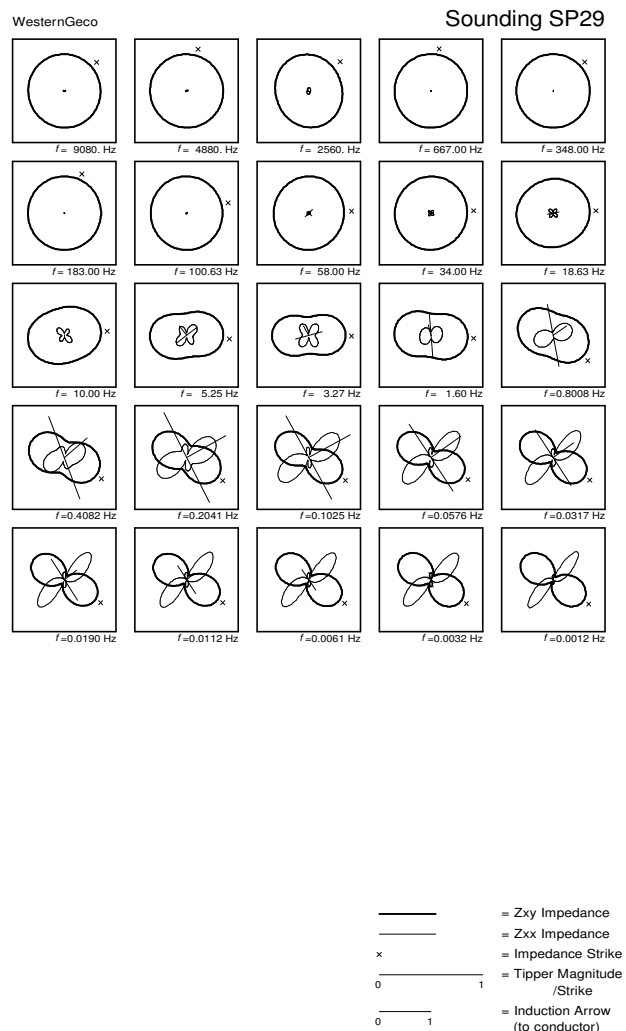 WesternGeco Sounding SP29
f = 9080. Hz f = 4880. Hz f = 2560. Hz f = 667.00 Hz f = 348.00 Hz
f = 183.00 Hz f = 100.63 Hz f = 58.00 Hz f = 34.00 Hz f = 18.63 Hz
f = 10.00 Hz f = 5.25 Hz f = 3.27 Hz f = 1.60 Hz f =0.8008 Hz
f =0.4082 Hz f =0.2041 Hz f =0.1025 Hz f =0.0576 Hz f =0.0317 Hz
f =0.0190 Hz f =0.0112 Hz f =0.0061 Hz f =0.0032 Hz f =0.0012 Hz
= Zxy Impedance
= Zxx Impedance
× = Impedance Strike
= Tipper Magnitude
0 1 /Strike
= Induction Arrow
0 1 (to conductor)